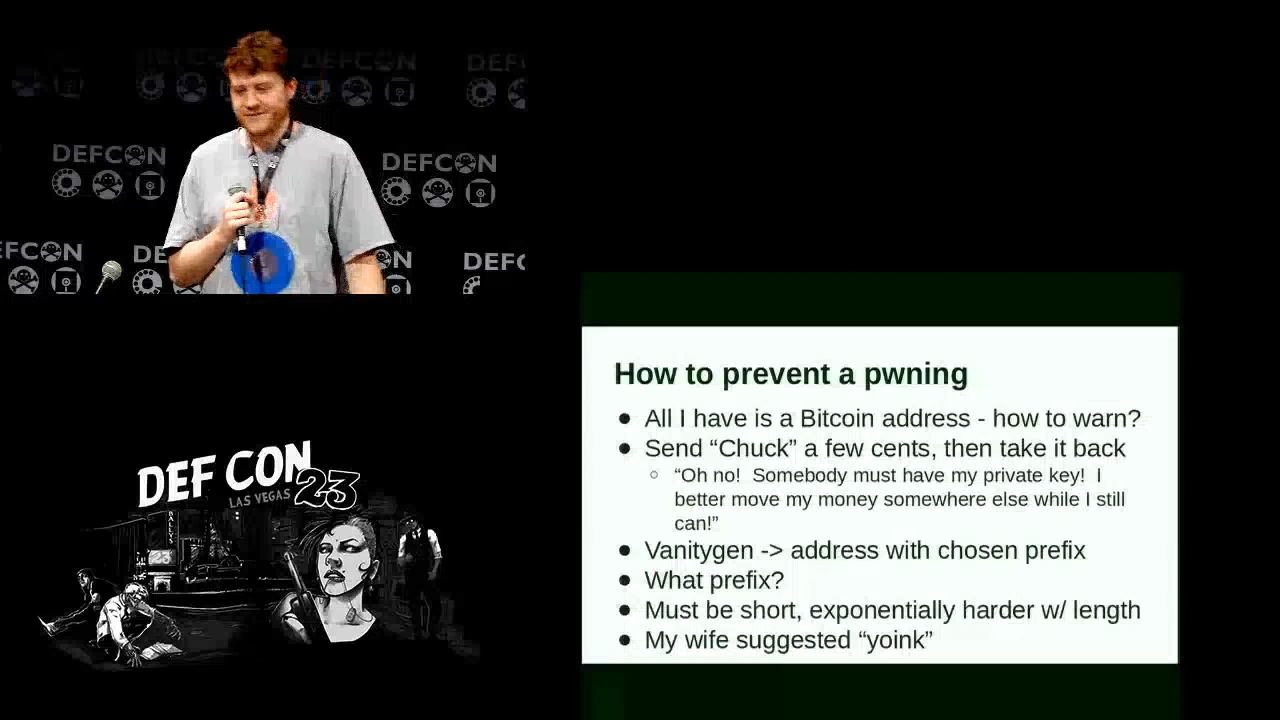 DEFCON
DEFCON
DEFCON
DEF
DEF CON 23
LAS VEGAS
BALLYS
How to prevent a pwning
● All I have is a Bitcoin address - how to warn?
● Send “Chuck” a few cents, then take it back
○ “Oh no!  Somebody must have my private key!  I
better move my money somewhere else while I still
can!”
● Vanitygen -> address with chosen prefix
● What prefix?
● Must be short, exponentially harder w/ length
● My wife suggested “yoink”